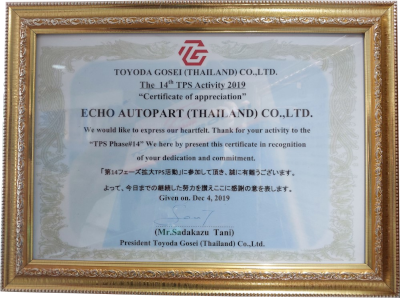 TG
TOYODA GOSEI (THAILAND) CO.,LTD.
The 14th TPS Activity 2019
"Certificate of appreciation"
ECHO AUTOPART (THAILAND) CO.,LTD.
We would like to express our heartfelt. Thank for your activity to the
"TPS Phase#14" We here by present this certificate in recognition
of your dedication and commitment.
「第14フェーズ拡大TPS活動」に参加して頂き、誠に有難うございます。
よって、今日までの継続した努力を讃えここに感謝の意を表します。
Given on. Dec 4, 2019
(Mr.Sadakazu Tani)
President Toyoda Gosei (Thailand) Co.,Ltd.